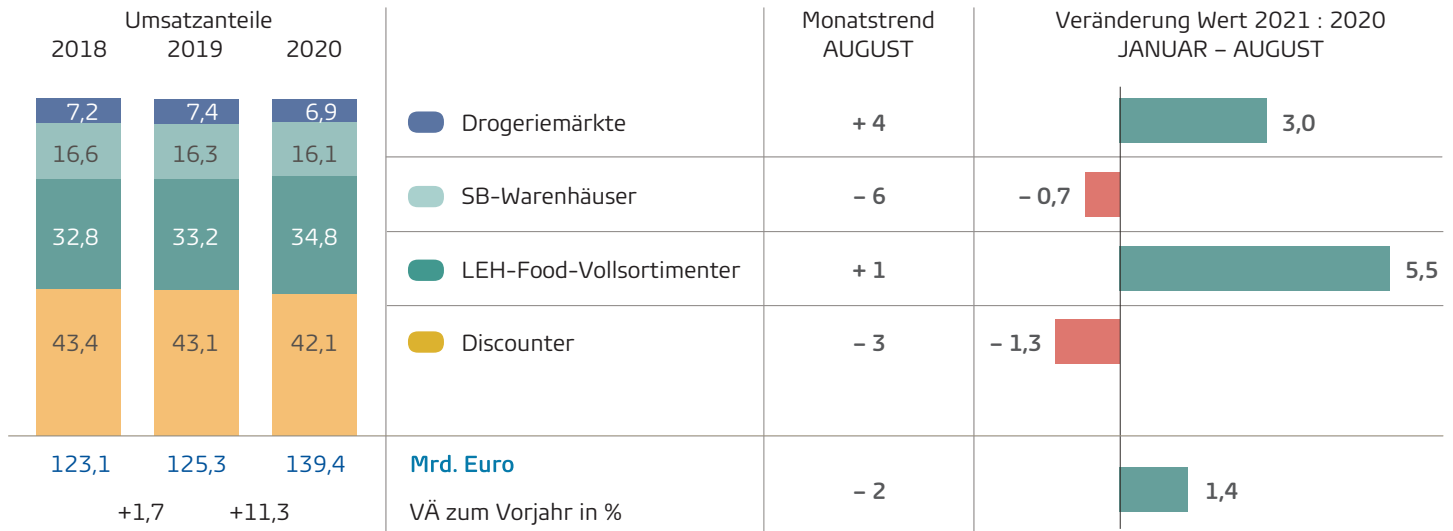 Umsatzanteile
2018 2019 2020
Monatstrend
AUGUST
Veränderung Wert 2021 : 2020
JANUAR – AUGUST
7,2 7,4 6,9 Drogeriemärkte + 4 3,0
16,6 16,3 16,1 SB-Warenhäuser – 6 – 0,7
32,8 33,2 34,8 LEH-Food-Vollsortimenter + 1 5,5
43,4 43,1 42,1 Discounter – 3 – 1,3
123,1 125,3 139,4 Mrd. Euro
– 2 1,4
+1,7 +11,3 VÄ zum Vorjahr in %